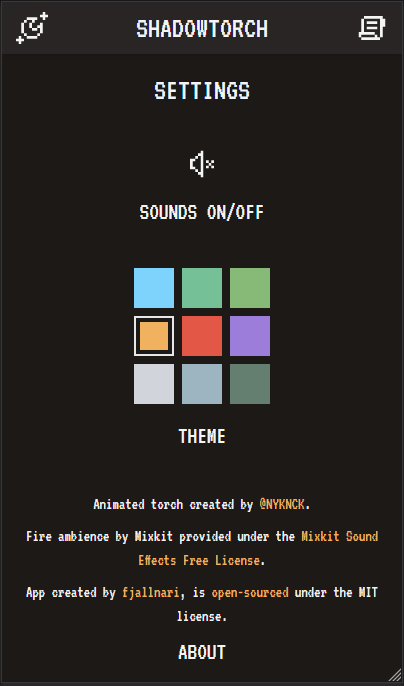 SHADOWTORCH
SETTINGS
SOUNDS ON/OFF
THEME
Animated torch created by @NYKNCK.
Fire ambience by Mixkit provided under the Mixkit Sound
Effects Free License.
App created by fjallnari, is open-sourced under the MIT
license.
ABOUT